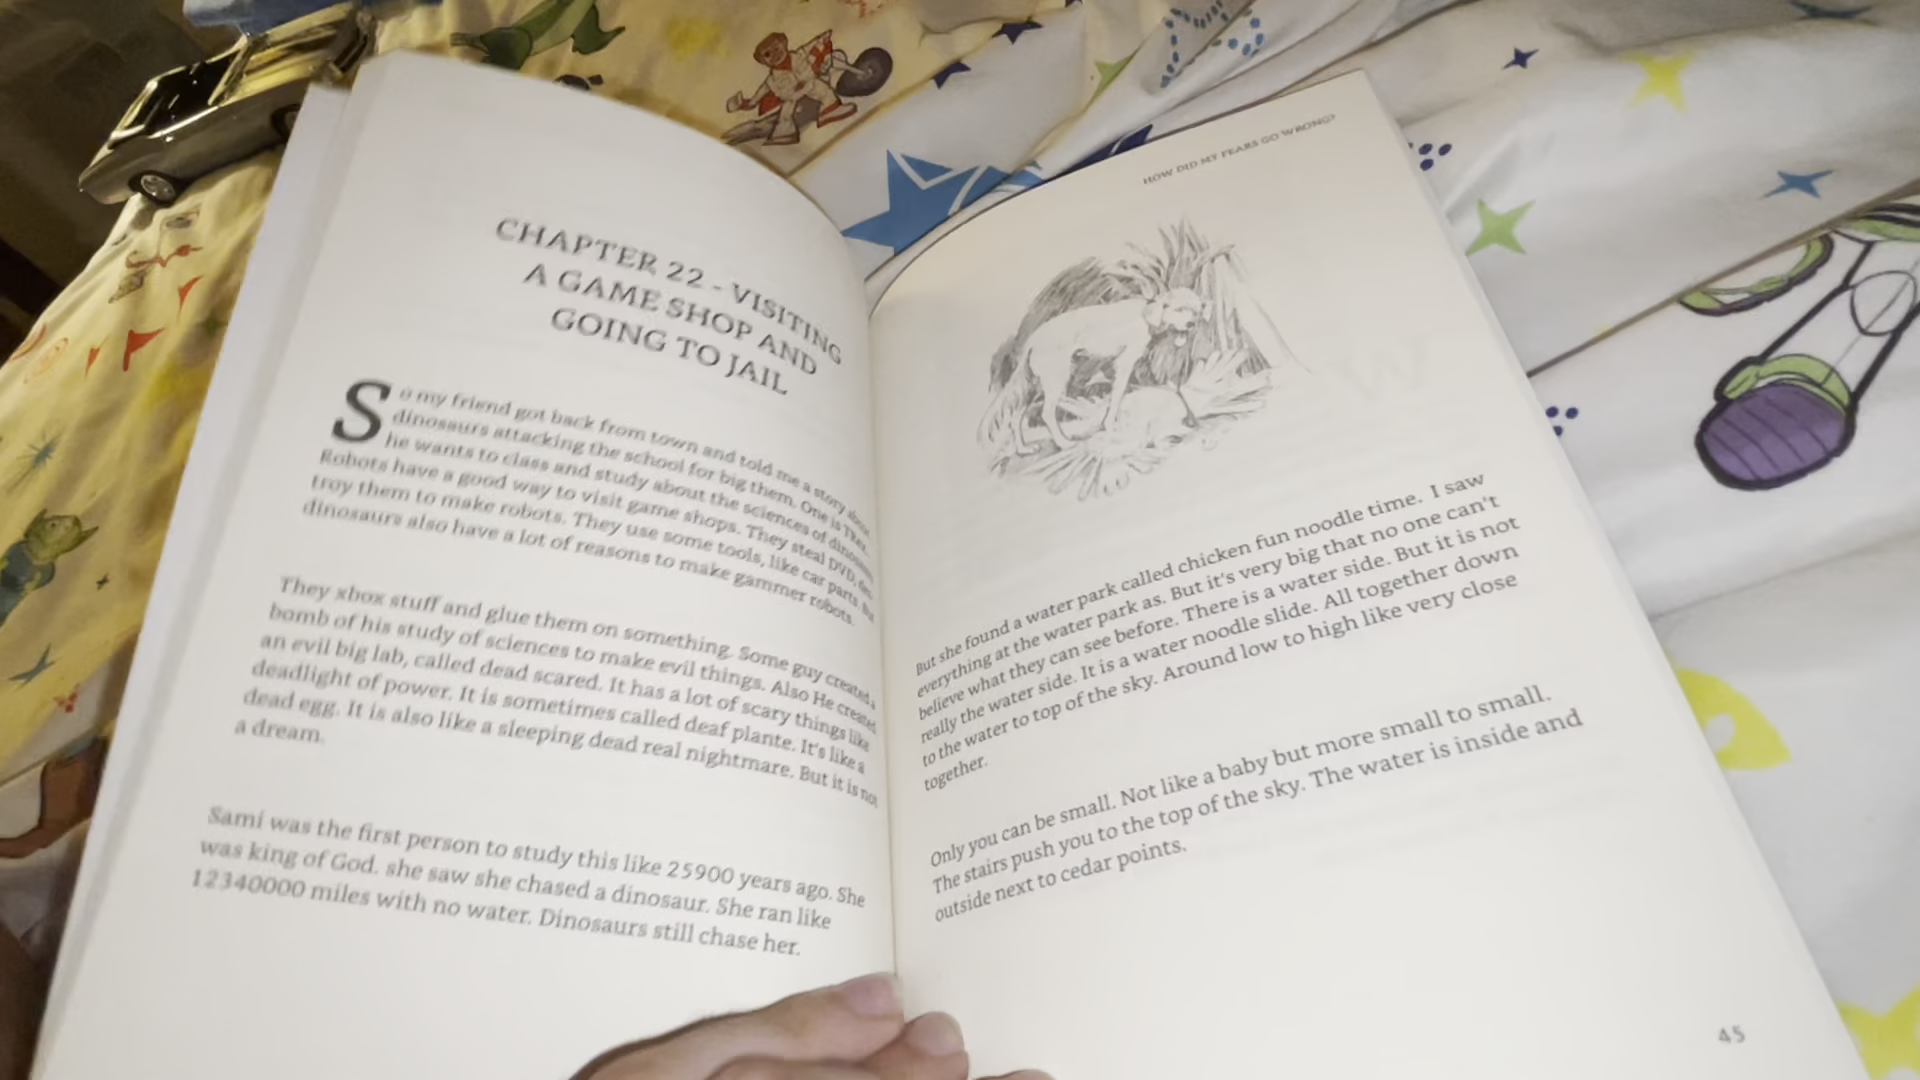 CHAPTER 22 - VISITING
A GAME SHOP AND
GOING TO JAIL
So my friend got back from town and told me a story about
dinosaurs attacking the school for big them. One is TRex.
he wants to class and study about the sciences of dinosaurs
Robots have a good way to visit game shops. They steal DVD,
troy them to make robots. They use some tools, like car parts.
dinosaurs also have a lot of reasons to make gammer robots.
They xbox stuff and glue them on something. Some guy created a
bomb of his study of sciences to make evil things. Also He created
an evil big lab, called dead scared. It has a lot of scary things like
deadlight of power. It is sometimes called deaf plante. It's like a
dead egg. It is also like a sleeping dead real nightmare. But it is not
a dream.
Sami was the first person to study this like 25900 years ago. She
was king of God. she saw she chased a dinosaur. She ran like
12340000 miles with no water. Dinosaurs still chase her.
HOW DID MY FEARS GO WRONG?
But she found a water park called chicken fun noodle time. I saw
everything at the water park as. But it's very big that no one can't
believe what they can see before. There is a water side. But it is not
really the water side. It is a water noodle slide. All together down
to the water to top of the sky. Around low to high like very close
together.
Only you can be small. Not like a baby but more small to small.
The stairs push you to the top of the sky. The water is inside and
outside next to cedar points.
45